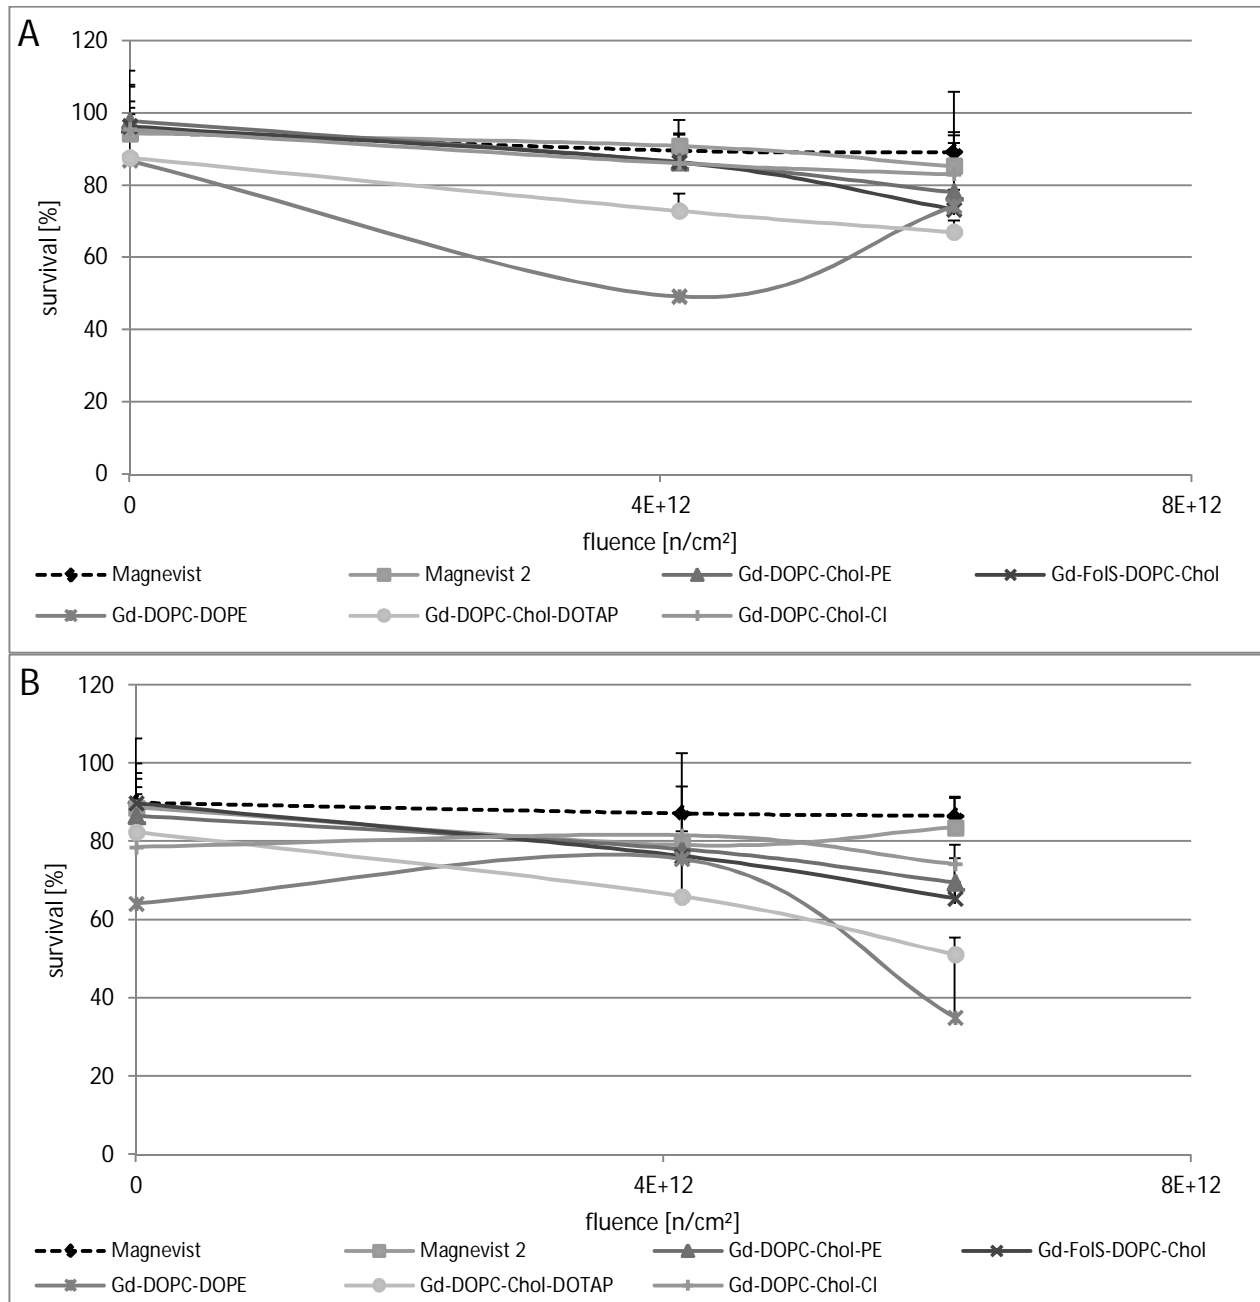 A
120
100
80
60
40
20
0
survival [%]
0 4E+12 8E+12
fluence [n/cm²]
Magnevist Magnevist 2 Gd-DOPC-Chol-PE Gd-FolS-DOPC-Chol
Gd-DOPC-DOPE Gd-DOPC-Chol-DOTAP Gd-DOPC-Chol-Cl
B
120
100
80
60
40
20
0
survival [%]
0 4E+12 8E+12
fluence [n/cm²]
Magnevist Magnevist 2 Gd-DOPC-Chol-PE Gd-FolS-DOPC-Chol
Gd-DOPC-DOPE Gd-DOPC-Chol-DOTAP Gd-DOPC-Chol-Cl